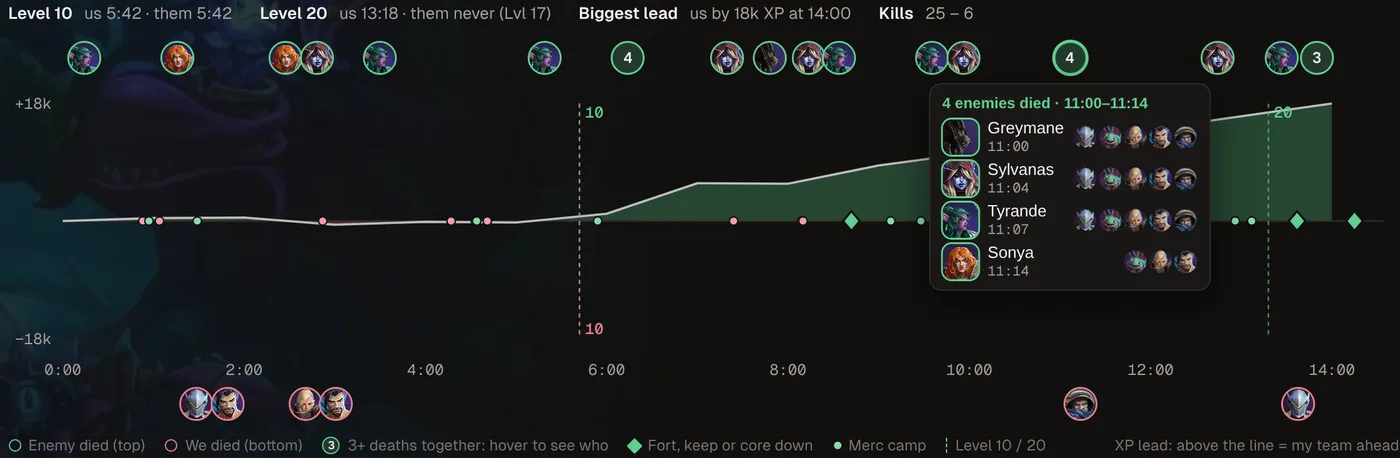 Level 10 us 5:42 · them 5:42 Level 20 us 13:18 · them never (Lvl 17) Biggest lead us by 18k XP at 14:00 Kills 25 – 6
4 4 3
+18k
10 20
4 enemies died · 11:00–11:14
Greymane
11:00
Sylvanas
11:04
Tyrande
11:07
Sonya
11:14
10
−18k
0:00 2:00 4:00 6:00 8:00 10:00 12:00 14:00
Enemy died (top) We died (bottom) 3 3+ deaths together: hover to see who Fort, keep or core down Merc camp Level 10 / 20 XP lead: above the line = my team ahead